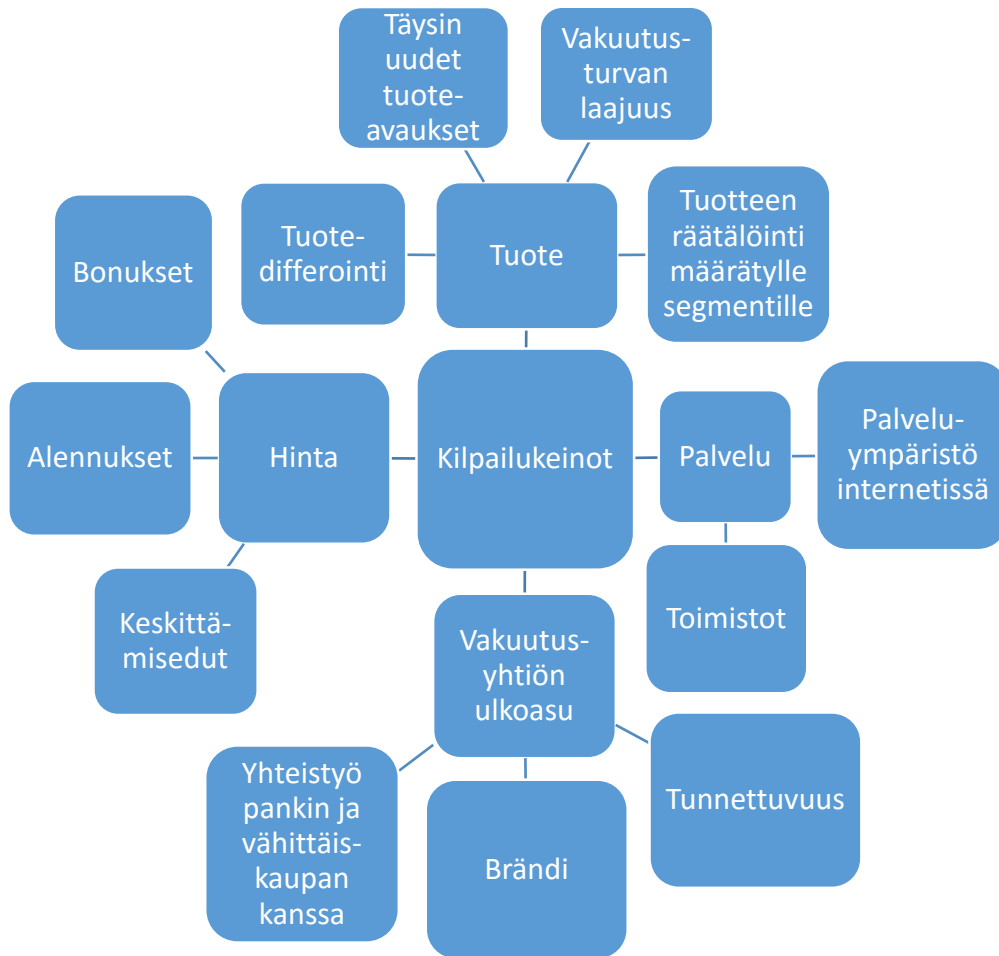 Täysin
uudet
tuote-
avaukset
Vakuutus-
turvan
laajuus
Tuote-
differointi
Tuote
Tuotteen
räätälöinti
määrätylle
segmentille
Bonukset
Alennukset
Hinta
Kilpailukeinot
Palvelu
Palvelu-
ympäristö
internetissä
Keskittä-
misedut
Toimistot
Vakuutus-
yhtiön
ulkoasu
Yhteistyö
pankin ja
vähittäis-
kaupan
kanssa
Brändi
Tunnettuvuus